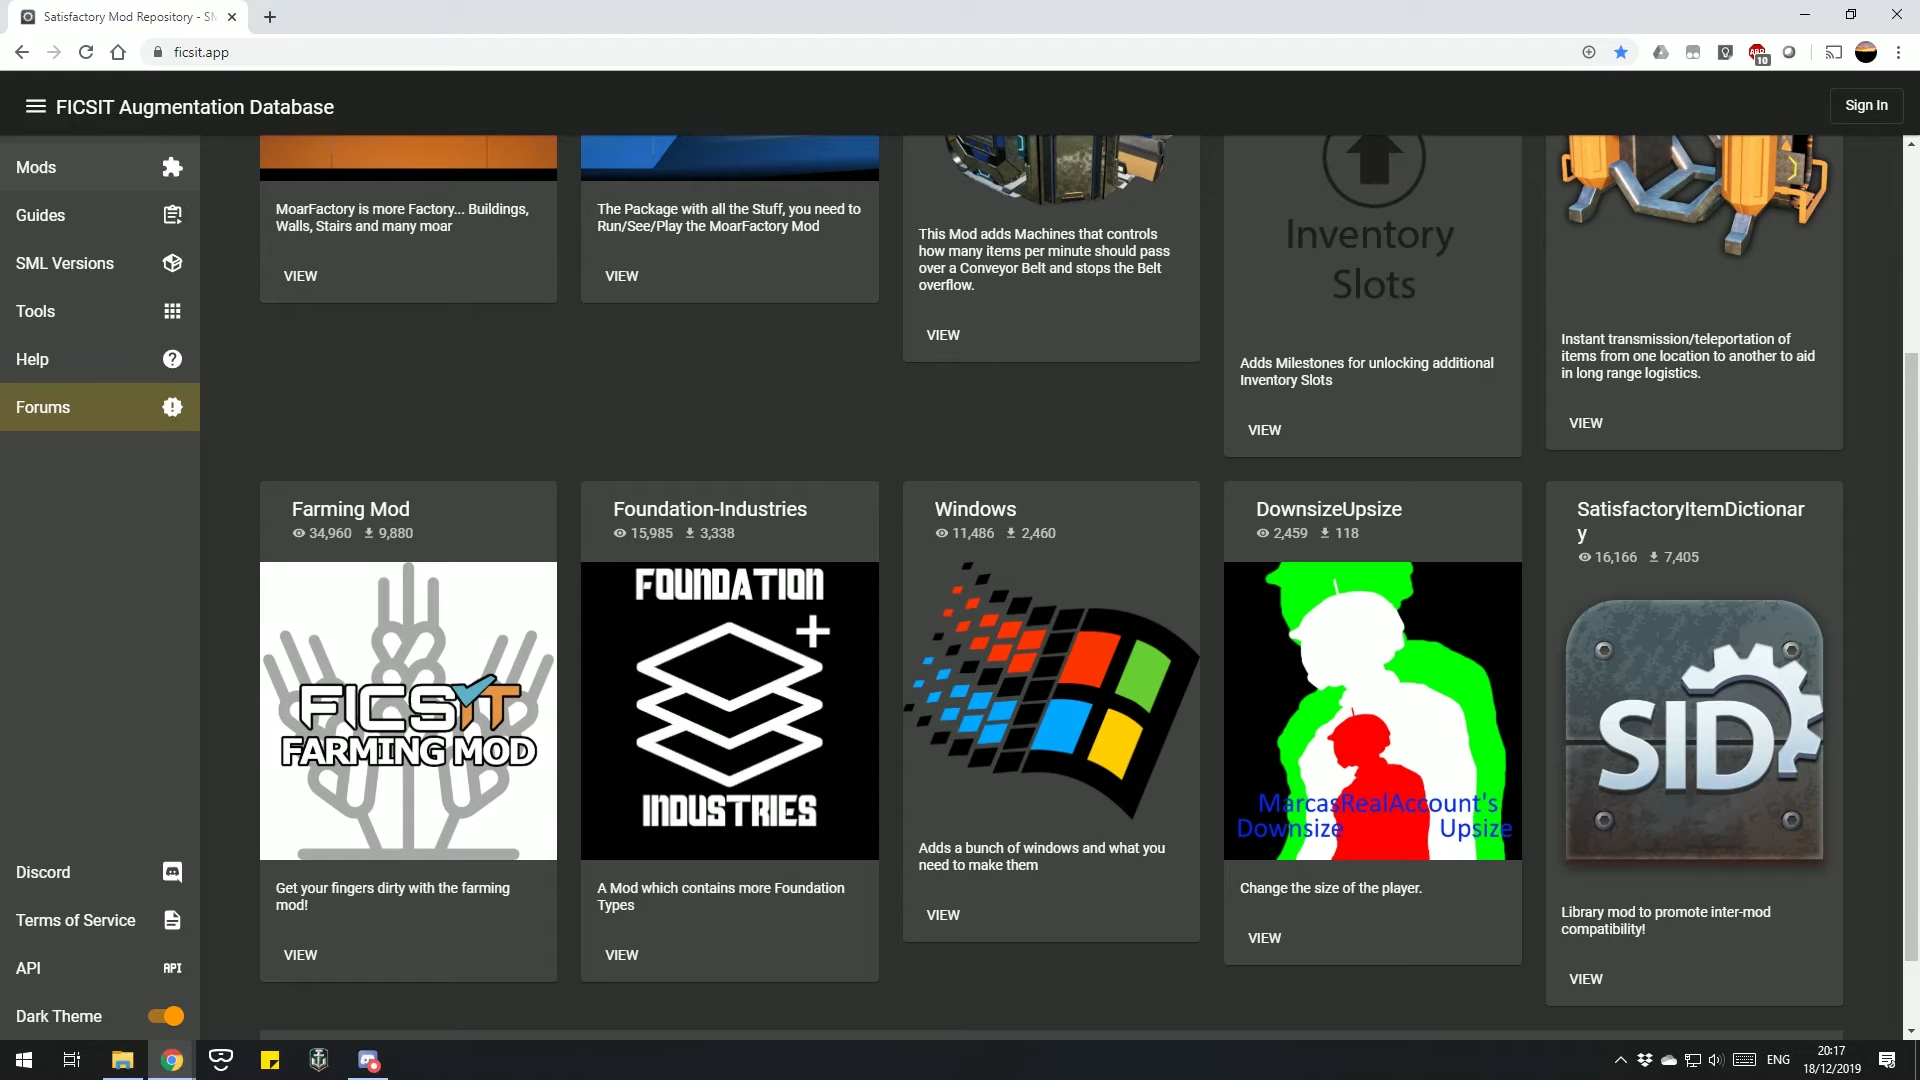 Satisfactory Mod Repository - SM
ficsit.app
10
FICSIT Augmentation Database
Sign In
Mods
Guides
SML Versions
Tools
Help
Forums
Discord
Terms of Service
API
API
Dark Theme
MoarFactory is more Factory... Buildings,
Walls, Stairs and many moar
VIEW
The Package with all the Stuff, you need to
Run/See/Play the MoarFactory Mod
VIEW
This Mod adds Machines that controls
how many items per minute should pass
over a Conveyor Belt and stops the Belt
overflow.
VIEW
Inventory
Slots
Adds Milestones for unlocking additional
Inventory Slots
VIEW
Instant transmission/teleportation of
items from one location to another to aid
in long range logistics.
VIEW
Farming Mod
34,960 9,880
FICSIT
FARMING MOD
Get your fingers dirty with the farming
mod!
VIEW
Foundation-Industries
15,985 3,338
FOUNDATION
INDUSTRIES
A Mod which contains more Foundation
Types
VIEW
Windows
11,486 2,460
Adds a bunch of windows and what you
need to make them
VIEW
DownsizeUpsize
2,459 118
MarcasRealAccount's
Downsize Upsize
Change the size of the player.
VIEW
SatisfactoryItemDictionar
y
16,166 7,405
SID
Library mod to promote inter-mod
compatibility!
VIEW
ENG
20:17
18/12/2019